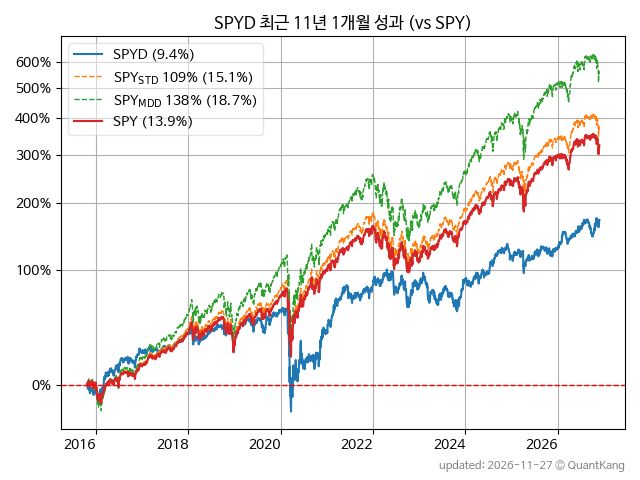 SPYD 최근 11년 1개월 성과 (vs SPY)
SPYD (9.4%)
SPY_STD 109% (15.1%)
SPY_MDD 138% (18.7%)
SPY (13.9%)
600%
500%
400%
300%
200%
100%
0%
2016 2018 2020 2022 2024 2026
updated: 2026-11-27 © QuantKang